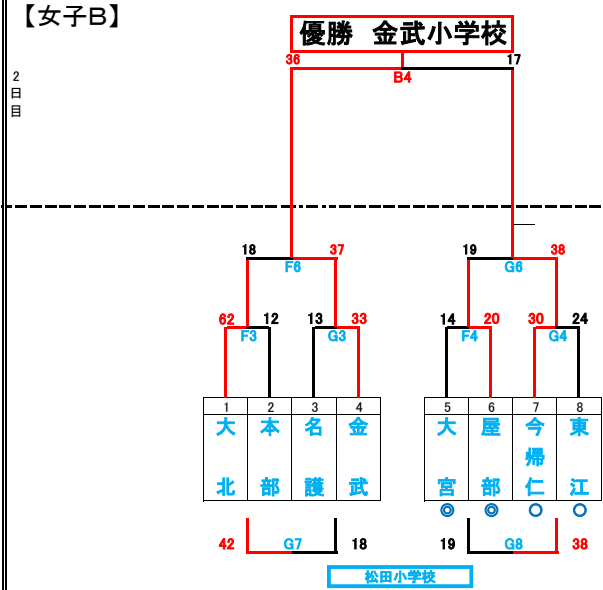 【女子B】
優勝 金武小学校
36 17
B4
2日目
18 37 19 38
F6 G6
62 12 13 33 14 20 30 24
F3 G3 F4 G4
1 2 3 4 5 6 7 8
大北 本部 名護 金武 大宮 屋部 今帰仁 東江
◎ ◎ ○ ○
42 G7 18 19 G8 38
松田小学校